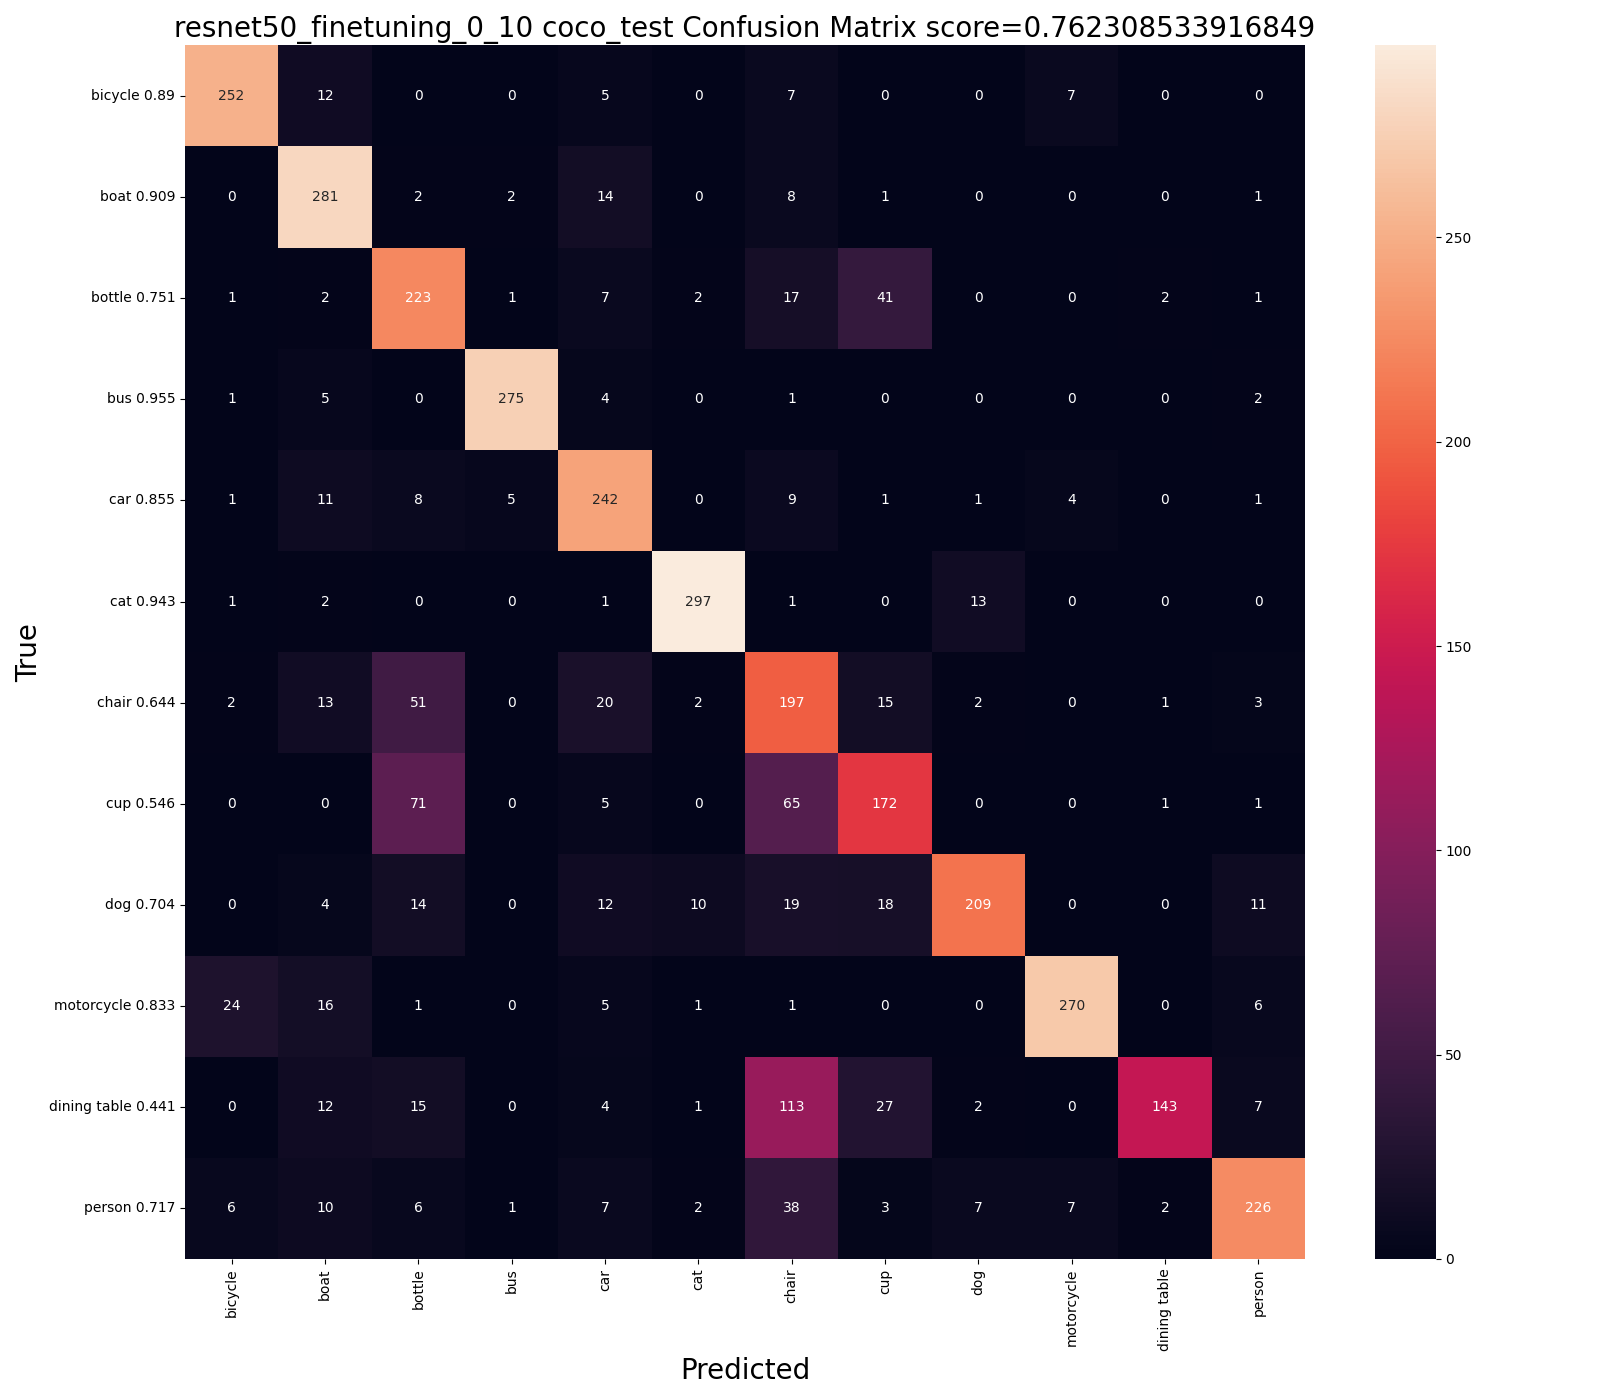 resnet50_finetuning_0_10 coco_test Confusion Matrix score=0.762308533916849
bicycle 0.89 252 12 0 0 5 0 7 0 0 7 0 0
boat 0.909 0 281 2 2 14 0 8 1 0 0 0 1
bottle 0.751 1 2 223 1 7 2 17 41 0 0 2 1
bus 0.955 1 5 0 275 4 0 1 0 0 0 0 2
car 0.855 1 11 8 5 242 0 9 1 1 4 0 1
cat 0.943 1 2 0 0 1 297 1 0 13 0 0 0
chair 0.644 2 13 51 0 20 2 197 15 2 0 1 3
cup 0.546 0 0 71 0 5 0 65 172 0 0 1 1
dog 0.704 0 4 14 0 12 10 19 18 209 0 0 11
motorcycle 0.833 24 16 1 0 5 1 1 0 0 270 0 6
dining table 0.441 0 12 15 0 4 1 113 27 2 0 143 7
person 0.717 6 10 6 1 7 2 38 3 7 7 2 226
True
bicycle boat bottle bus car cat chair cup dog motorcycle dining table person
Predicted
250
200
150
100
50
0